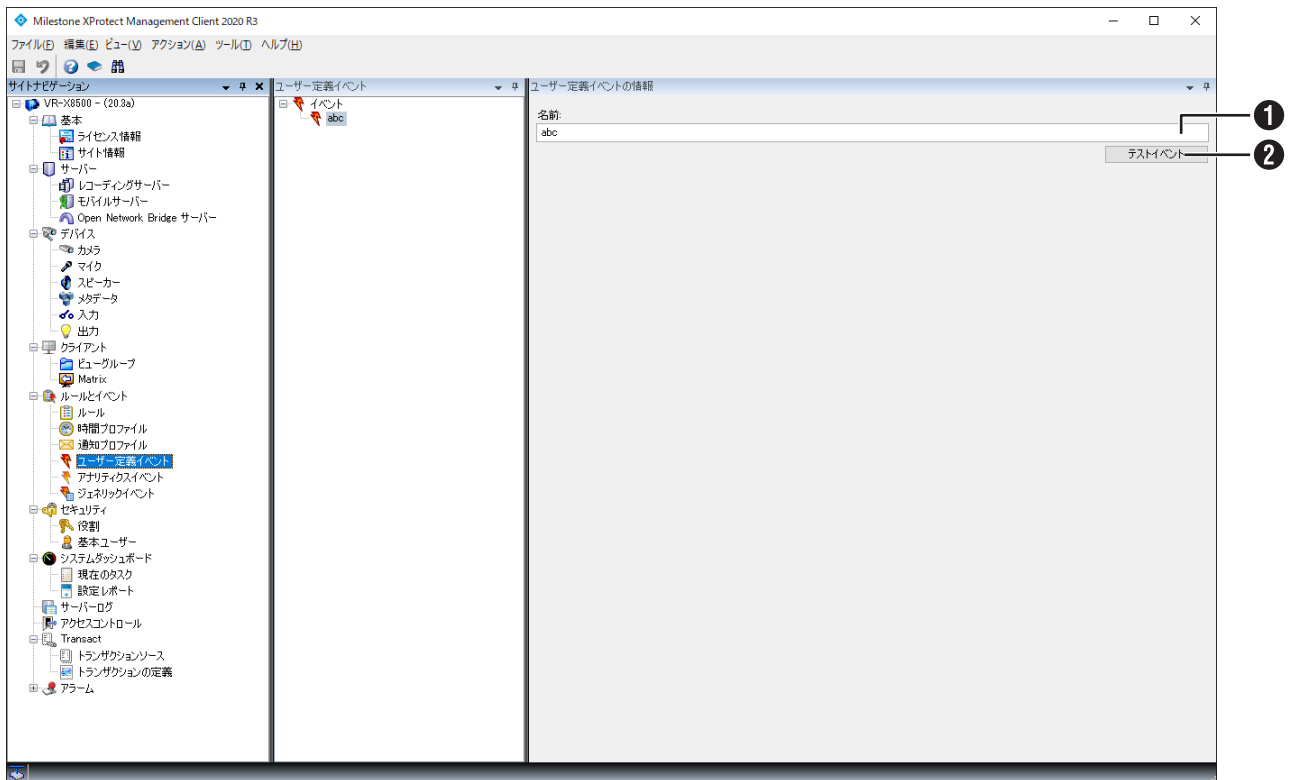 Milestone XProtect Management Client 2020 R3
ファイル(F) 編集(E) ビュー(V) アクション(A) ツール(T) ヘルプ(H)
サイトナビゲーション
VR-X8500 - (20.3a)
基本
ライセンス情報
サイト情報
サーバー
レコーディングサーバー
モバイルサーバー
Open Network Bridge サーバー
デバイス
カメラ
マイク
スピーカー
メタデータ
入力
出力
クライアント
ビューグループ
Matrix
ルールとイベント
ルール
時間プロファイル
通知プロファイル
ユーザー定義イベント
アナリティクスイベント
ジェネリックイベント
セキュリティ
役割
基本ユーザー
システムダッシュボード
現在のタスク
設定レポート
サーバーログ
アクセスコントロール
Transact
トランザクションソース
トランザクションの定義
アラーム
ユーザー定義イベント
イベント
abc
ユーザー定義イベントの情報
名前:
abc
❶
テストイベント
❷